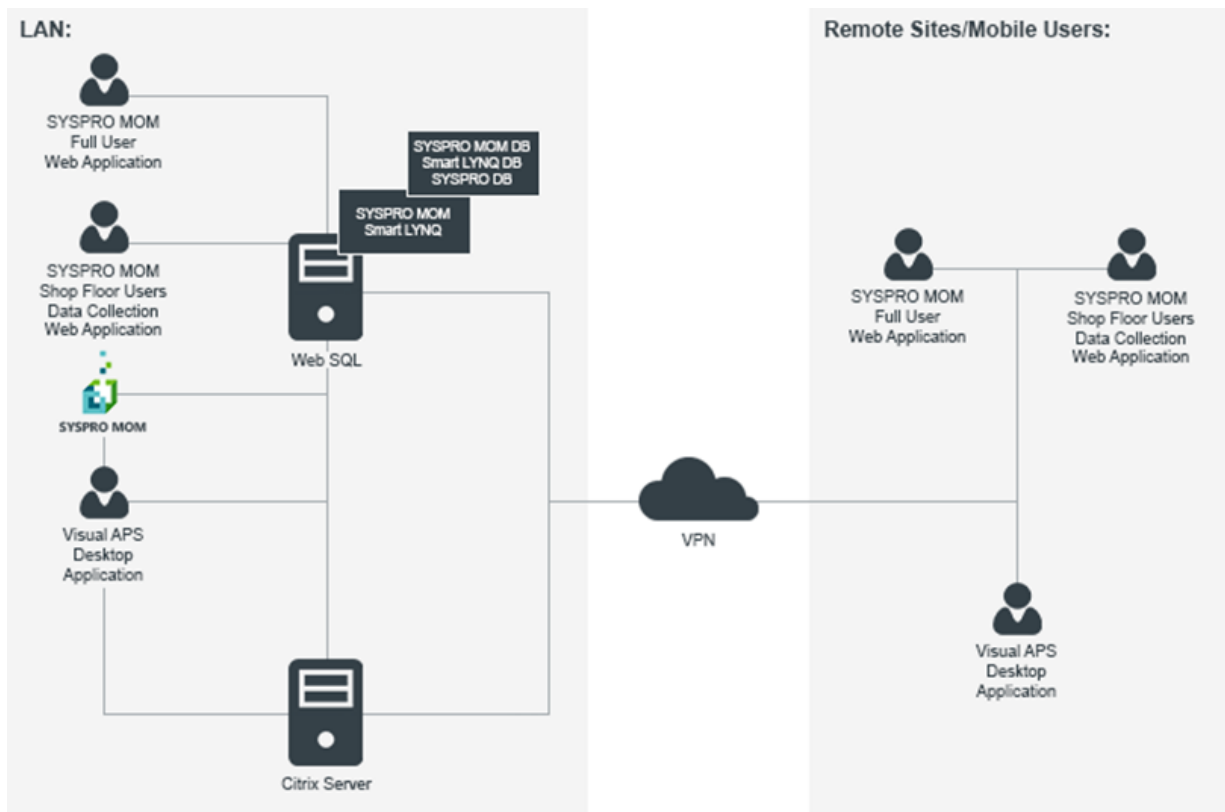 LAN:
SYSPRO MOM
Full User
Web Application
SYSPRO MOM DB
Smart LYNQ DB
SYSPRO DB
SYSPRO MOM
Smart LYNQ
SYSPRO MOM
Shop Floor Users
Data Collection
Web Application
Web SQL
SYSPRO MOM
Visual APS
Desktop
Application
Citrix Server
VPN
Remote Sites/Mobile Users:
SYSPRO MOM
Full User
Web Application
SYSPRO MOM
Shop Floor Users
Data Collection
Web Application
Visual APS
Desktop
Application